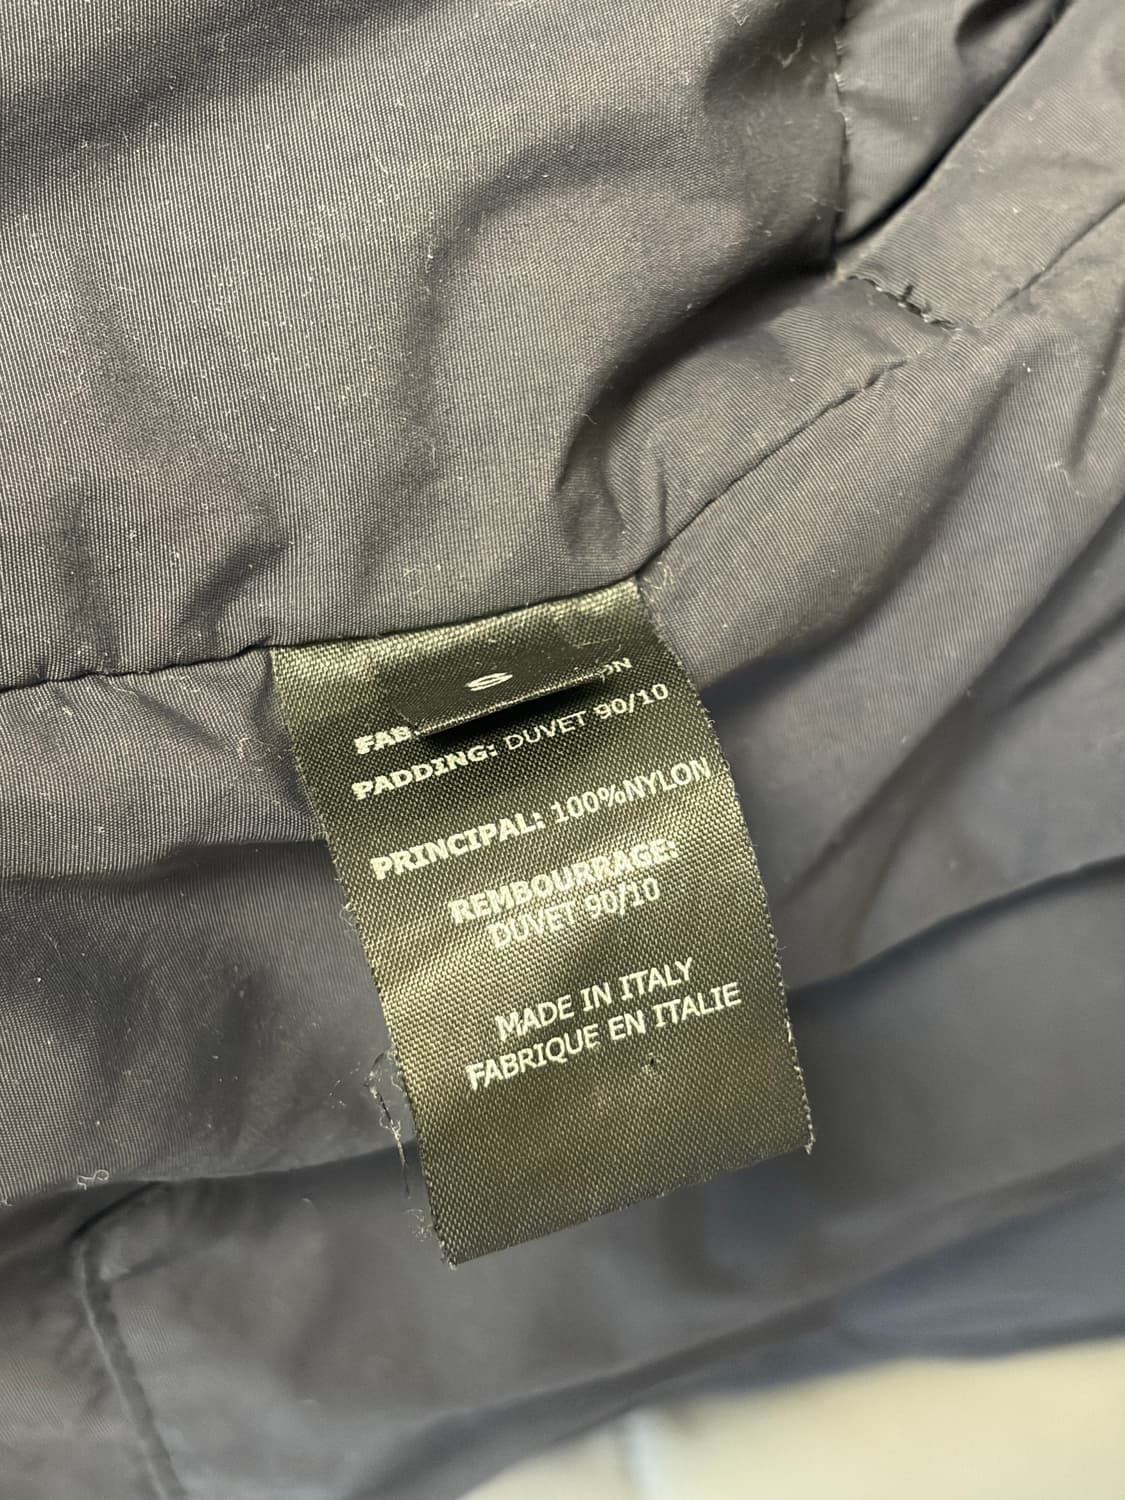 S
PADDING: DUVET 90/10
PRINCIPAL: 100%NYLON
REMBOURRAGE:
DUVET 90/10
MADE IN ITALY
FABRIQUE EN ITALIE